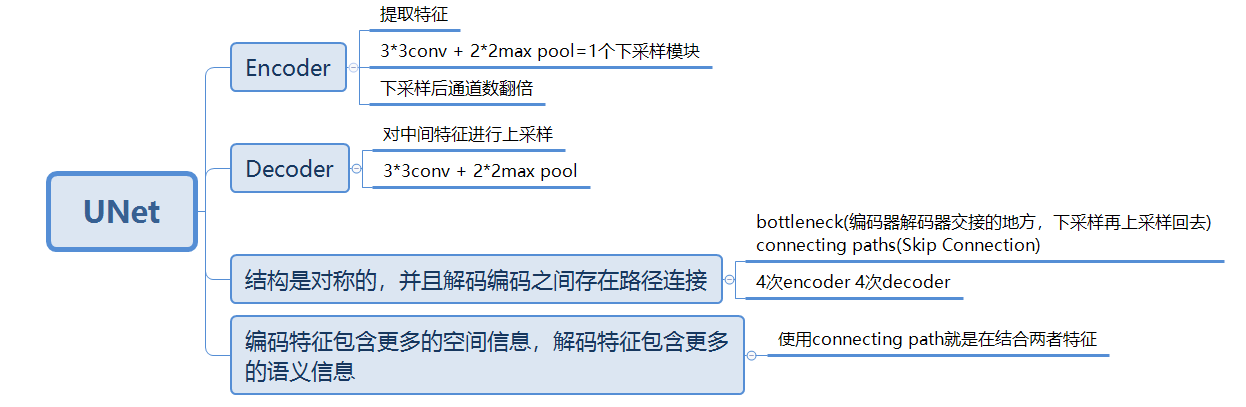 UNet
Encoder
提取特征
3*3conv + 2*2max pool=1个下采样模块
下采样后通道数翻倍
Decoder
对中间特征进行上采样
3*3conv + 2*2max pool
结构是对称的，并且解码编码之间存在路径连接
bottleneck(编码器解码器交接的地方，下采样再上采样回去)
connecting paths(Skip Connection)
4次encoder 4次decoder
编码特征包含更多的空间信息，解码特征包含更多
的语义信息
使用connecting path就是在结合两者特征